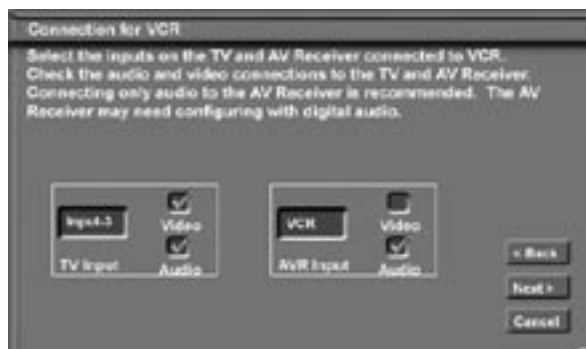 Connection for VCR
Select the inputs on the TV and AV Receiver connected to VCR.
Check the audio and video connections to the TV and AV Receiver.
Connecting only audio to the AV Receiver is recommended. The AV
Receiver may need configuring with digital audio.
Input-3
Video
TV Input
Audio
VCR
Video
AVR Input
Audio
< Back
Next >
Cancel